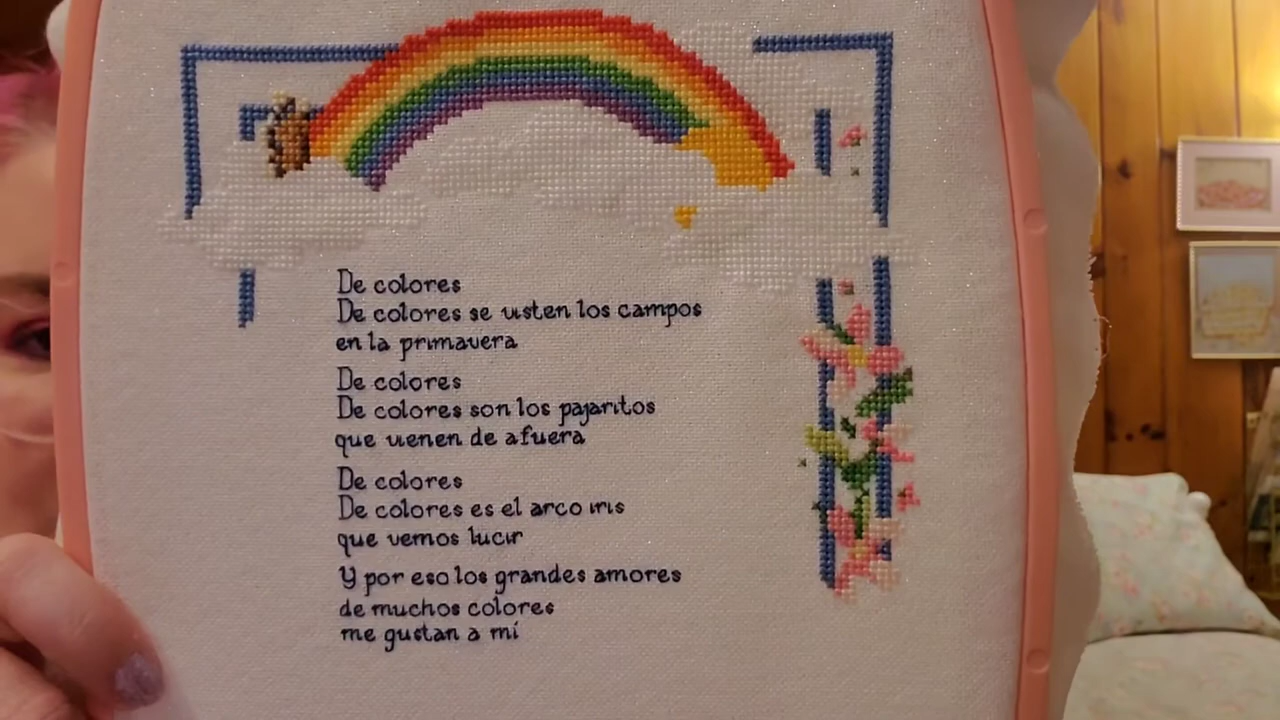 De colores
De colores se visten los campos
en la primavera
De colores
De colores son los pajaritos
que vienen de afuera
De colores
De colores es el arco iris
que vemos lucir
Y por eso los grandes amores
de muchos colores
me gustan a mí